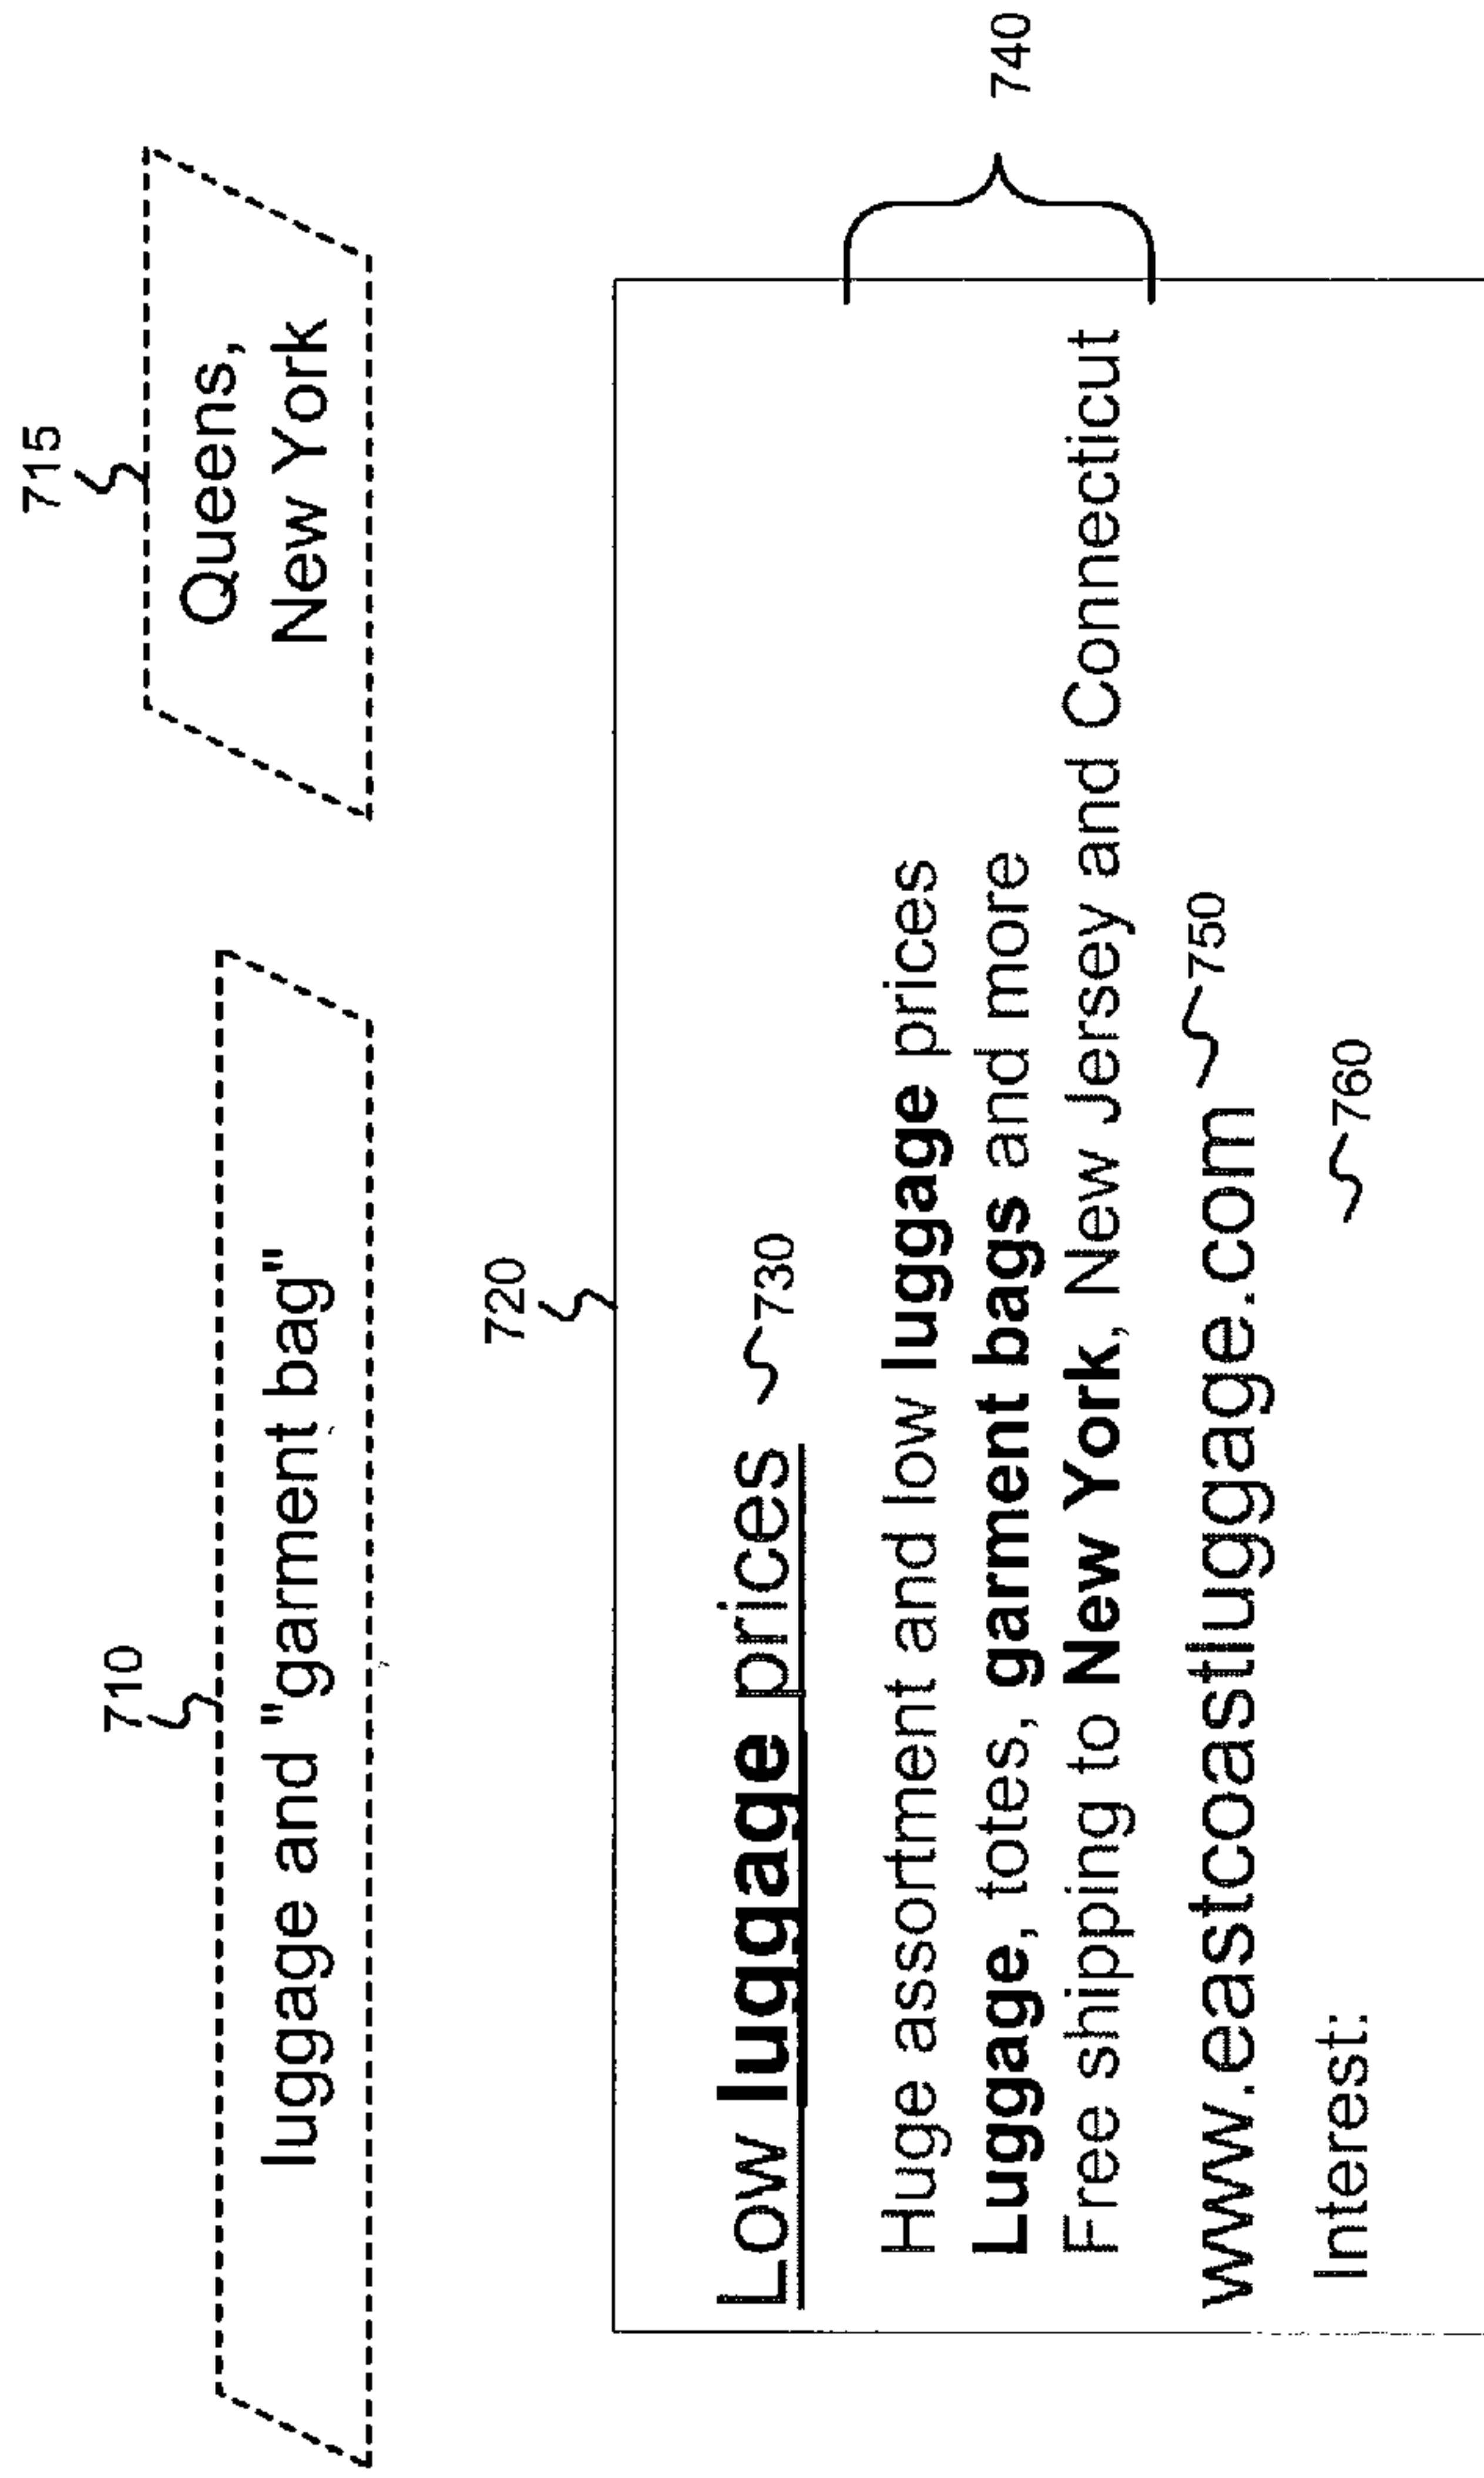 710
luggage and "garment bag"
715
Queens,
New York
720
Low luggage prices 730
Huge assortment and low luggage prices
Luggage, totes, garment bags and more
Free shipping to New York, New Jersey and Connecticut
740
www.eastcoastluggage.com 750
Interest: 760